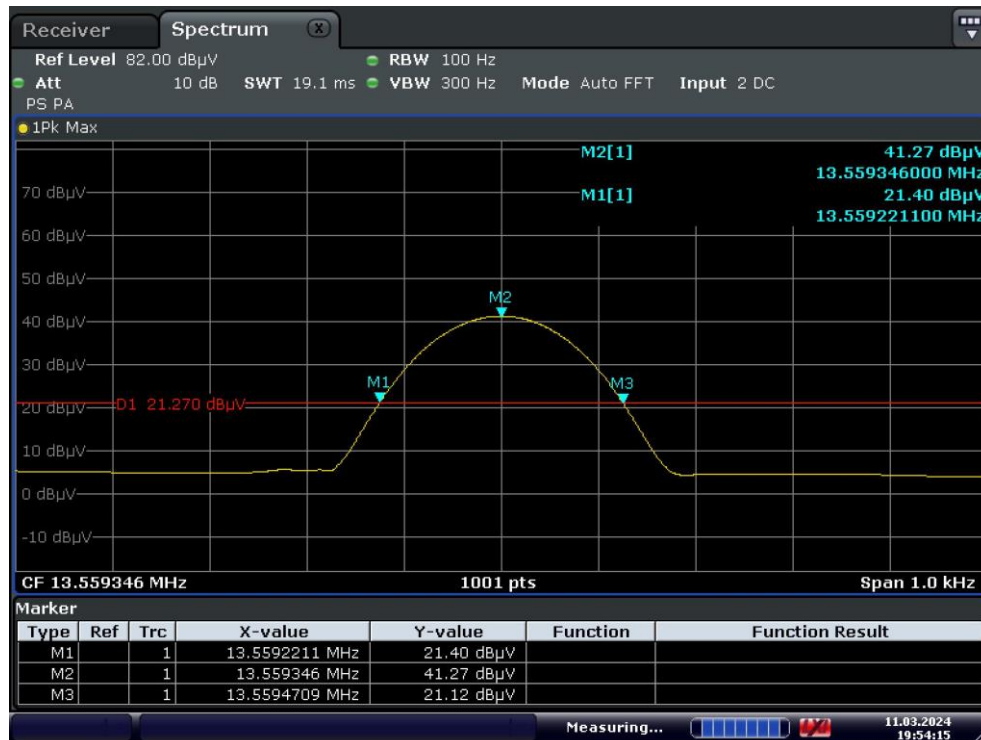 Receiver Spectrum X
Ref Level 82.00 dBµV RBW 100 Hz
Att 10 dB SWT 19.1 ms VBW 300 Hz Mode Auto FFT Input 2 DC
PS PA
1Pk Max
M2[1] 41.27 dBµV
13.559346000 MHz
70 dBµV M1[1] 21.40 dBµV
13.559221100 MHz
60 dBµV
50 dBµV
M2
40 dBµV
30 dBµV
M1 M3
20 dBµV D1 21.270 dBµV
10 dBµV
0 dBµV
-10 dBµV
CF 13.559346 MHz 1001 pts Span 1.0 kHz
Marker
Type Ref Trc X-value Y-value Function Function Result
M1 1 13.5592211 MHz 21.40 dBµV
M2 1 13.559346 MHz 41.27 dBµV
M3 1 13.5594709 MHz 21.12 dBµV
Measuring... 11.03.2024
19:54:15